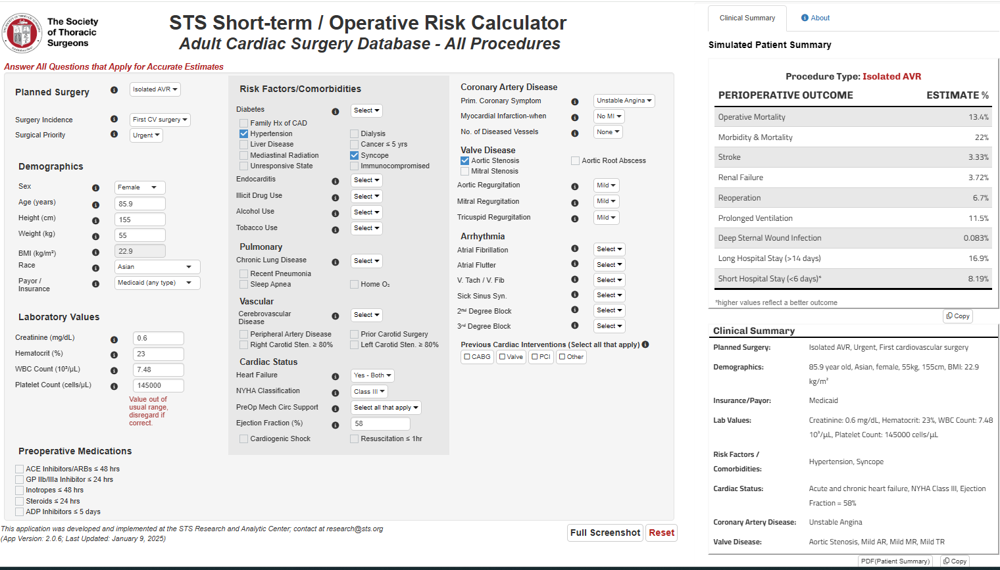 The Society
of Thoracic
Surgeons
STS Short-term / Operative Risk Calculator
Adult Cardiac Surgery Database - All Procedures
Answer All Questions that Apply for Accurate Estimates
Planned Surgery Isolated AVR
Surgery Incidence First CV surgery
Surgical Priority Urgent
Demographics
Sex Female
Age (years) 85.9
Height (cm) 155
Weight (kg) 55
BMI (kg/m²) 22.9
Race Asian
Payor / Insurance Medicaid (any type)
Laboratory Values
Creatinine (mg/dL) 0.6
Hematocrit (%) 23
WBC Count (10³/μL) 7.48
Platelet Count (cells/μL) 145000
Value out of
usual range,
disregard if
correct.
Preoperative Medications
ACE Inhibitors/ARBs ≤ 48 hrs
GP IIb/IIIa Inhibitor ≤ 24 hrs
Inotropes ≤ 48 hrs
Steroids ≤ 24 hrs
ADP Inhibitors ≤ 5 days
Risk Factors/Comorbidities
Diabetes Select
Family Hx of CAD
Hypertension Dialysis
Liver Disease Cancer ≤ 5 yrs
Mediastinal Radiation Syncope
Unresponsive State Immunocompromised
Endocarditis Select
Illicit Drug Use Select
Alcohol Use Select
Tobacco Use Select
Pulmonary
Chronic Lung Disease Select
Recent Pneumonia
Sleep Apnea Home O₂
Vascular
Cerebrovascular Disease Select
Peripheral Artery Disease Prior Carotid Surgery
Right Carotid Sten. ≥ 80% Left Carotid Sten. ≥ 80%
Cardiac Status
Heart Failure Yes - Both
NYHA Classification Class III
PreOp Mech Circ Support Select all that apply
Ejection Fraction (%) 58
Cardiogenic Shock Resuscitation ≤ 1hr
Coronary Artery Disease
Prim. Coronary Symptom Unstable Angina
Myocardial Infarction-when No MI
No. of Diseased Vessels None
Valve Disease
Aortic Stenosis Aortic Root Abscess
Mitral Stenosis
Aortic Regurgitation Mild
Mitral Regurgitation Mild
Tricuspid Regurgitation Mild
Arrhythmia
Atrial Fibrillation Select
Atrial Flutter Select
V. Tach / V. Fib Select
Sick Sinus Syn. Select
2ⁿᵈ Degree Block Select
3ʳᵈ Degree Block Select
Previous Cardiac Interventions (Select all that apply)
CABG Valve PCI Other
This application was developed and implemented at the STS Research and Analytic Center; contact at research@sts.org
(App Version: 2.0.6; Last Updated: January 9, 2025)
Full Screenshot Reset
Clinical Summary About
Simulated Patient Summary
Procedure Type: Isolated AVR
PERIOPERATIVE OUTCOME ESTIMATE %
Operative Mortality 13.4%
Morbidity & Mortality 22%
Stroke 3.33%
Renal Failure 3.72%
Reoperation 6.7%
Prolonged Ventilation 11.5%
Deep Sternal Wound Infection 0.083%
Long Hospital Stay (>14 days) 16.9%
Short Hospital Stay (<6 days)* 8.19%
*higher values reflect a better outcome
Copy
Clinical Summary
Planned Surgery: Isolated AVR, Urgent, First cardiovascular surgery
Demographics: 85.9 year old, Asian, female, 55kg, 155cm, BMI: 22.9
kg/m²
Insurance/Payor: Medicaid
Lab Values: Creatinine: 0.6 mg/dL, Hematocrit: 23%, WBC Count: 7.48
10³/μL, Platelet Count: 145000 cells/μL
Risk Factors / Comorbidities: Hypertension, Syncope
Cardiac Status: Acute and chronic heart failure, NYHA Class III, Ejection
Fraction = 58%
Coronary Artery Disease: Unstable Angina
Valve Disease: Aortic Stenosis, Mild AR, Mild MR, Mild TR
PDF(Patient Summary) Copy